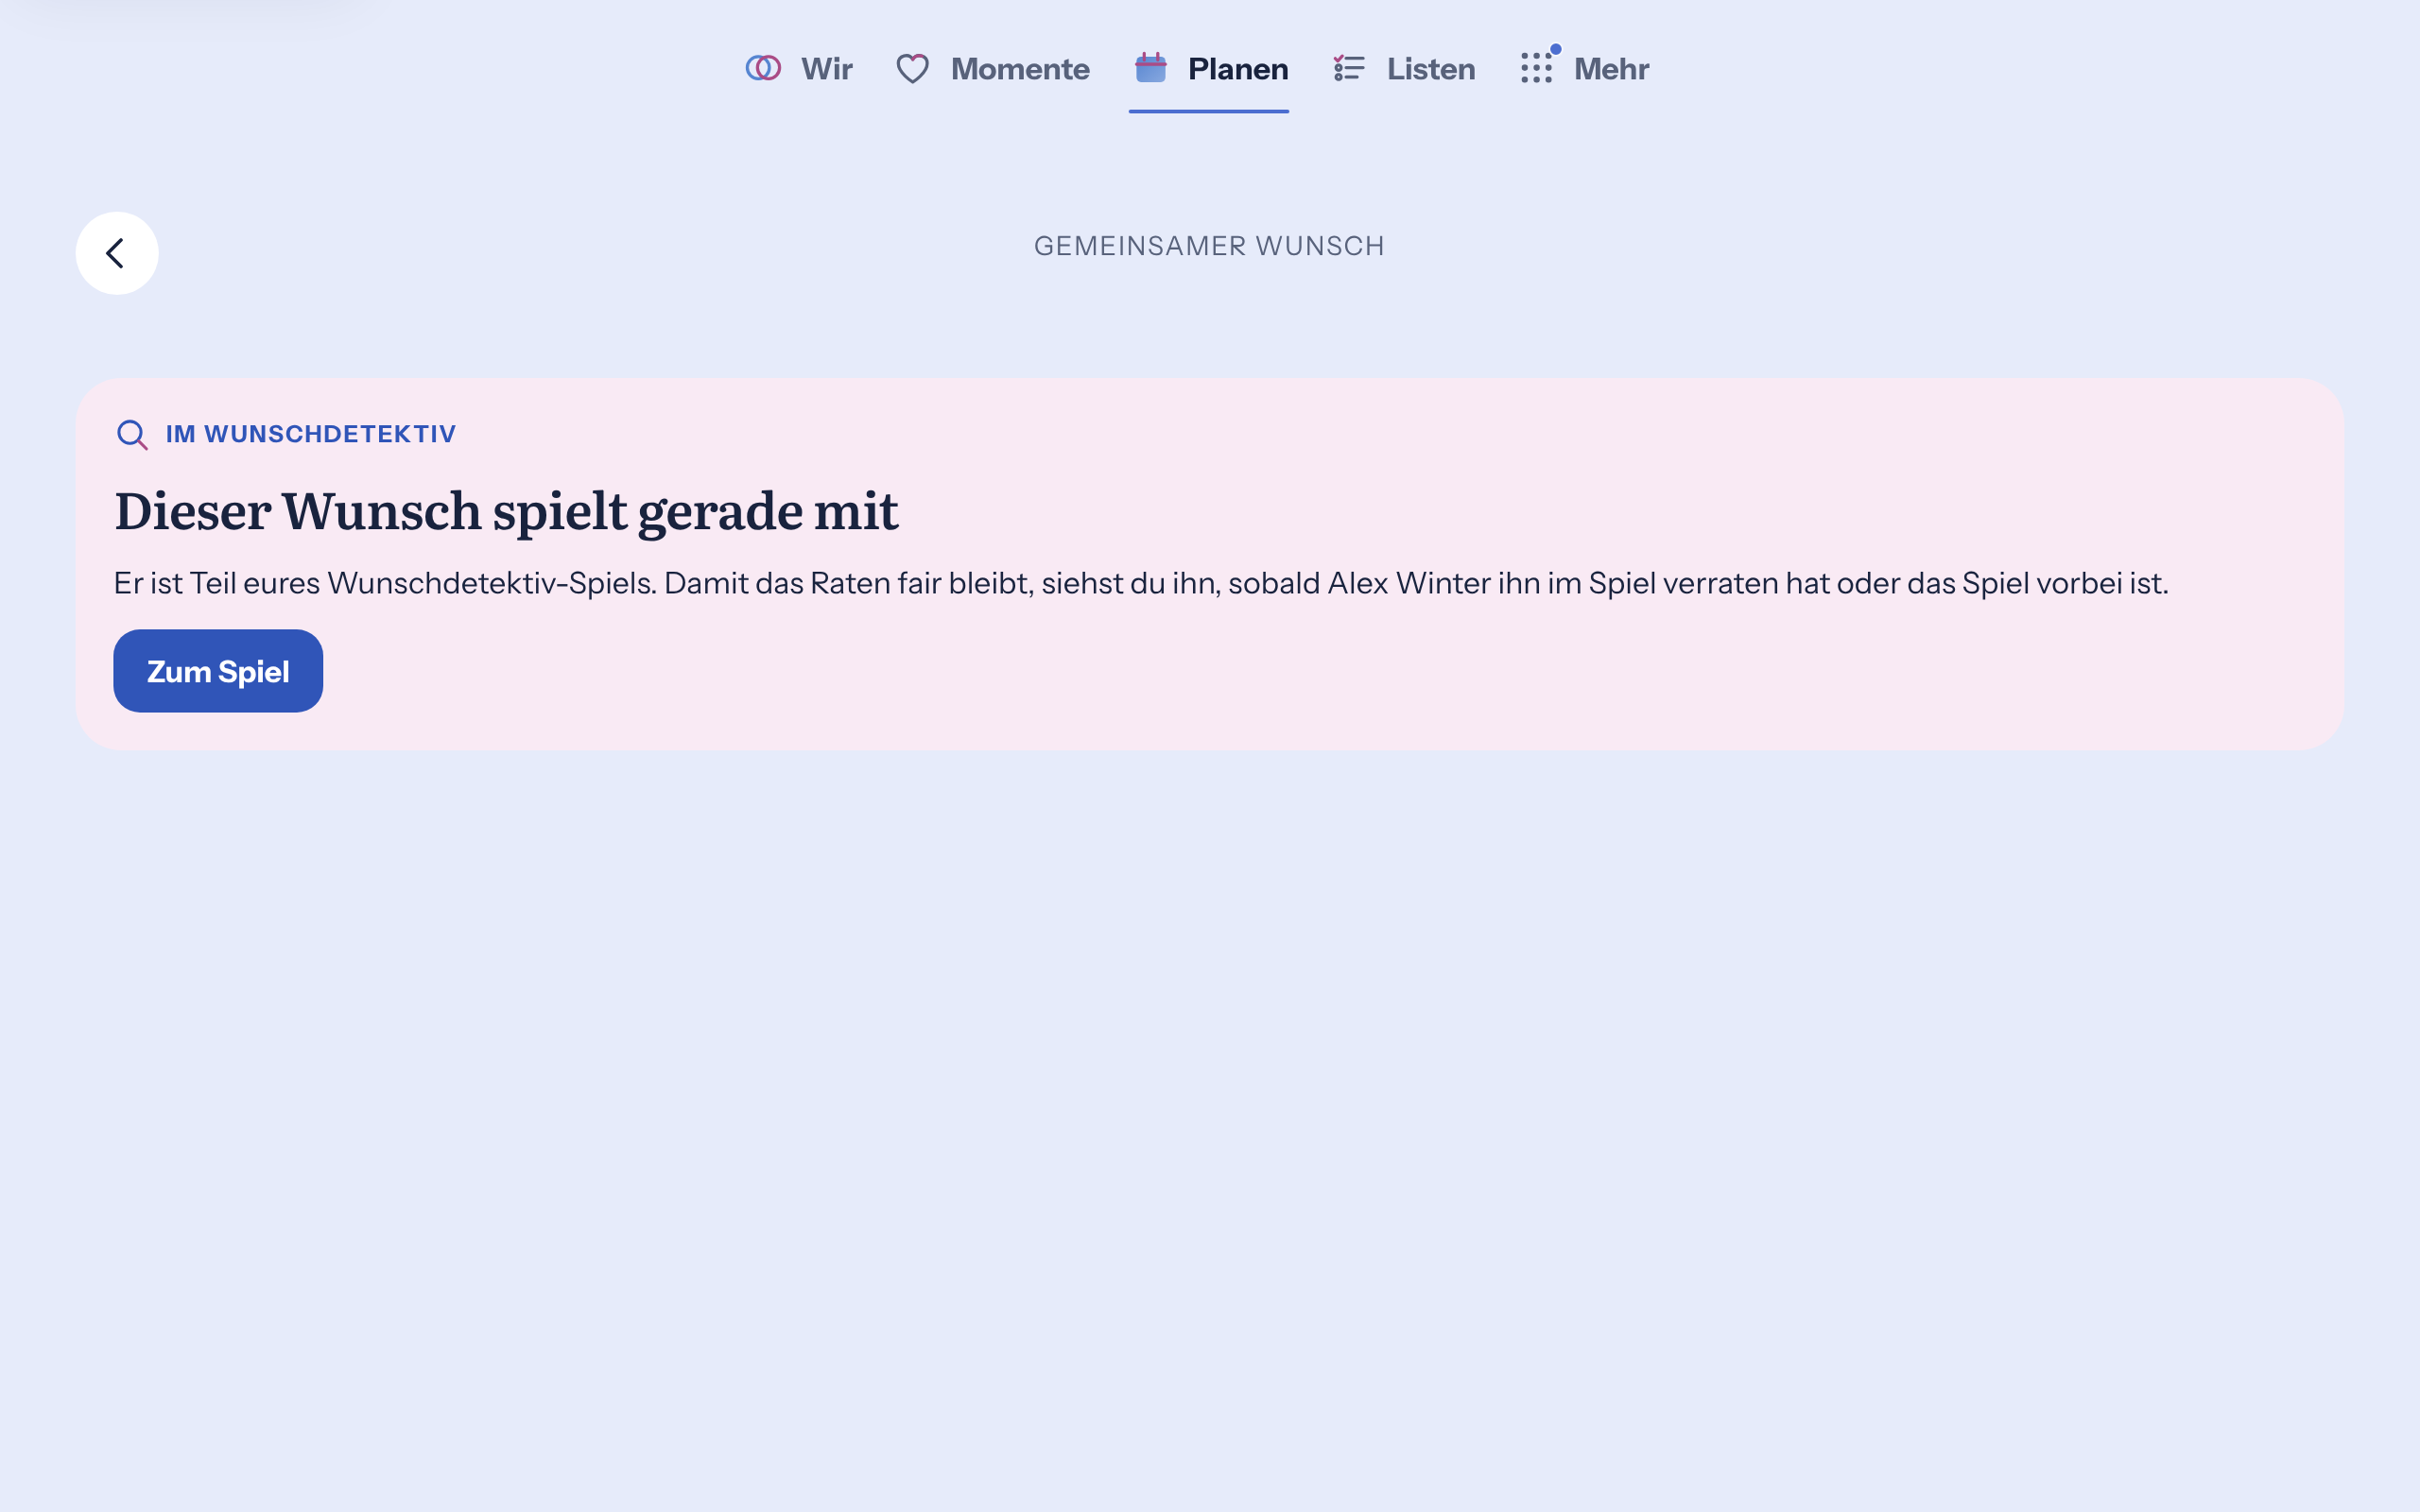 Wir Momente Planen Listen Mehr
GEMEINSAMER WUNSCH
IM WUNSCHDETEKTIV
Dieser Wunsch spielt gerade mit
Er ist Teil eures Wunschdetektiv-Spiels. Damit das Raten fair bleibt, siehst du ihn, sobald Alex Winter ihn im Spiel verraten hat oder das Spiel vorbei ist.
Zum Spiel